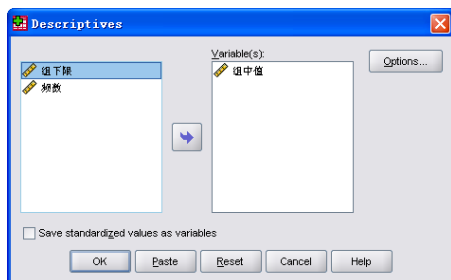 Descriptives
Variable(s):
组下限
频数
组中值
Options...
Save standardized values as variables
OK
Paste
Reset
Cancel
Help